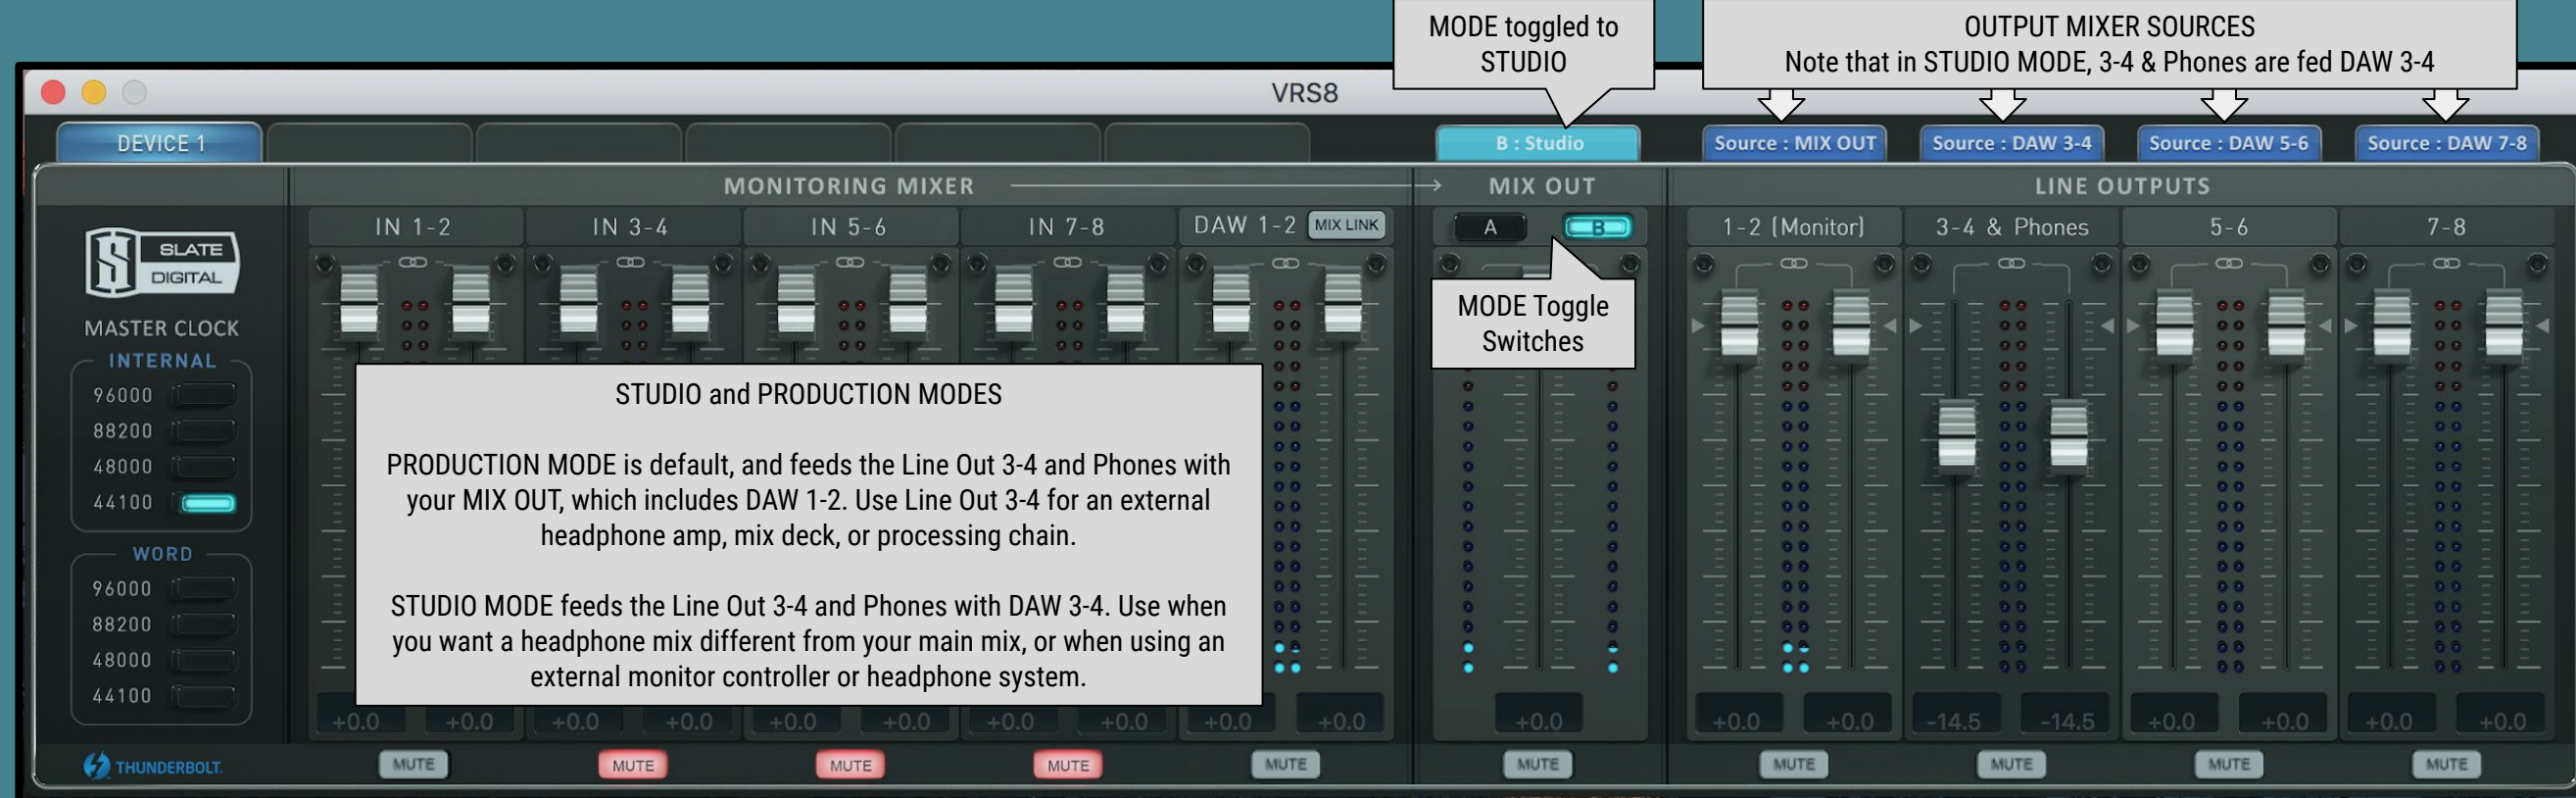 MODE toggled to
STUDIO
OUTPUT MIXER SOURCES
Note that in STUDIO MODE, 3-4 & Phones are fed DAW 3-4
VRS8
DEVICE 1
B : Studio
Source : MIX OUT
Source : DAW 3-4
Source : DAW 5-6
Source : DAW 7-8
MONITORING MIXER
MIX OUT
LINE OUTPUTS
IN 1-2
IN 3-4
IN 5-6
IN 7-8
DAW 1-2
MIX LINK
A
B
1-2 (Monitor)
3-4 & Phones
5-6
7-8
S
SLATE
DIGITAL
MASTER CLOCK
INTERNAL
96000
88200
48000
44100
WORD
96000
88200
48000
44100
THUNDERBOLT.
MODE Toggle
Switches
STUDIO and PRODUCTION MODES
PRODUCTION MODE is default, and feeds the Line Out 3-4 and Phones with
your MIX OUT, which includes DAW 1-2. Use Line Out 3-4 for an external
headphone amp, mix deck, or processing chain.
STUDIO MODE feeds the Line Out 3-4 and Phones with DAW 3-4. Use when
you want a headphone mix different from your main mix, or when using an
external monitor controller or headphone system.
+0.0 +0.0 +0.0 +0.0 +0.0 +0.0 +0.0 +0.0 +0.0 +0.0 +0.0 +0.0 +0.0 -14.5 -14.5 +0.0 +0.0 +0.0 +0.0
MUTE MUTE MUTE MUTE MUTE MUTE MUTE MUTE MUTE MUTE